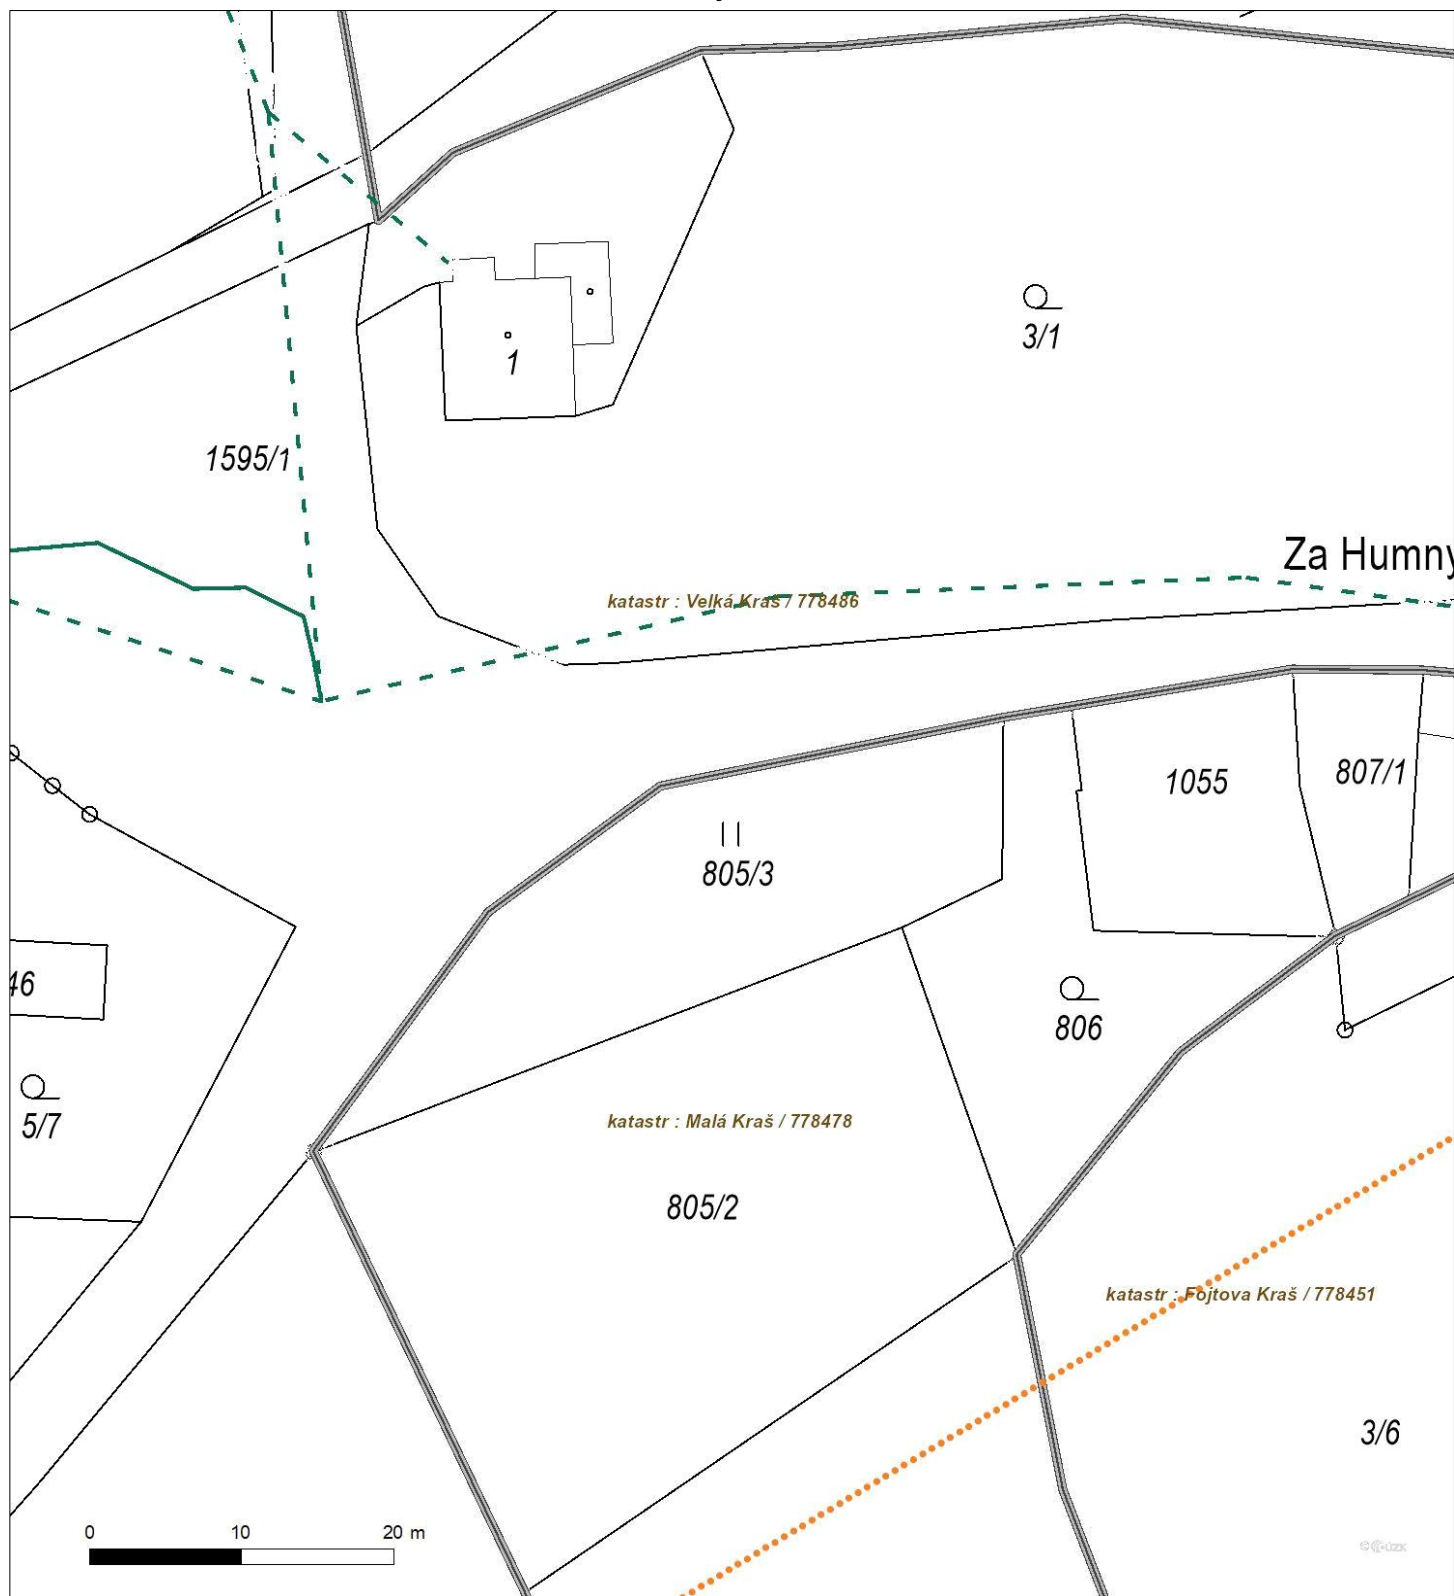 3/1
1
1595/1
Za Humny
katastr : Velká Kraš / 778486
1055
807/1
805/3
46
806
5/7
katastr : Malá Kraš / 778478
805/2
katastr : Fojtova Kraš / 778451
3/6
0 10 20 m
© ČÚZK